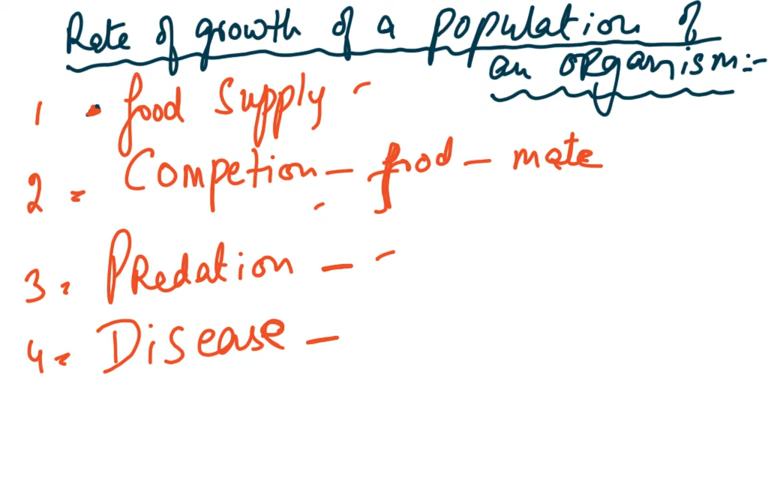 Rate of growth of a population of
an organism:-
1 - food supply -
2 - Competion - food - mate
3. Predation -
4. Disease -